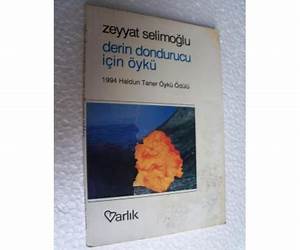 zeyyat selimoğlu
derin dondurucu
için öykü
1994 Haldun Taner Öykü Ödülü
Varlık